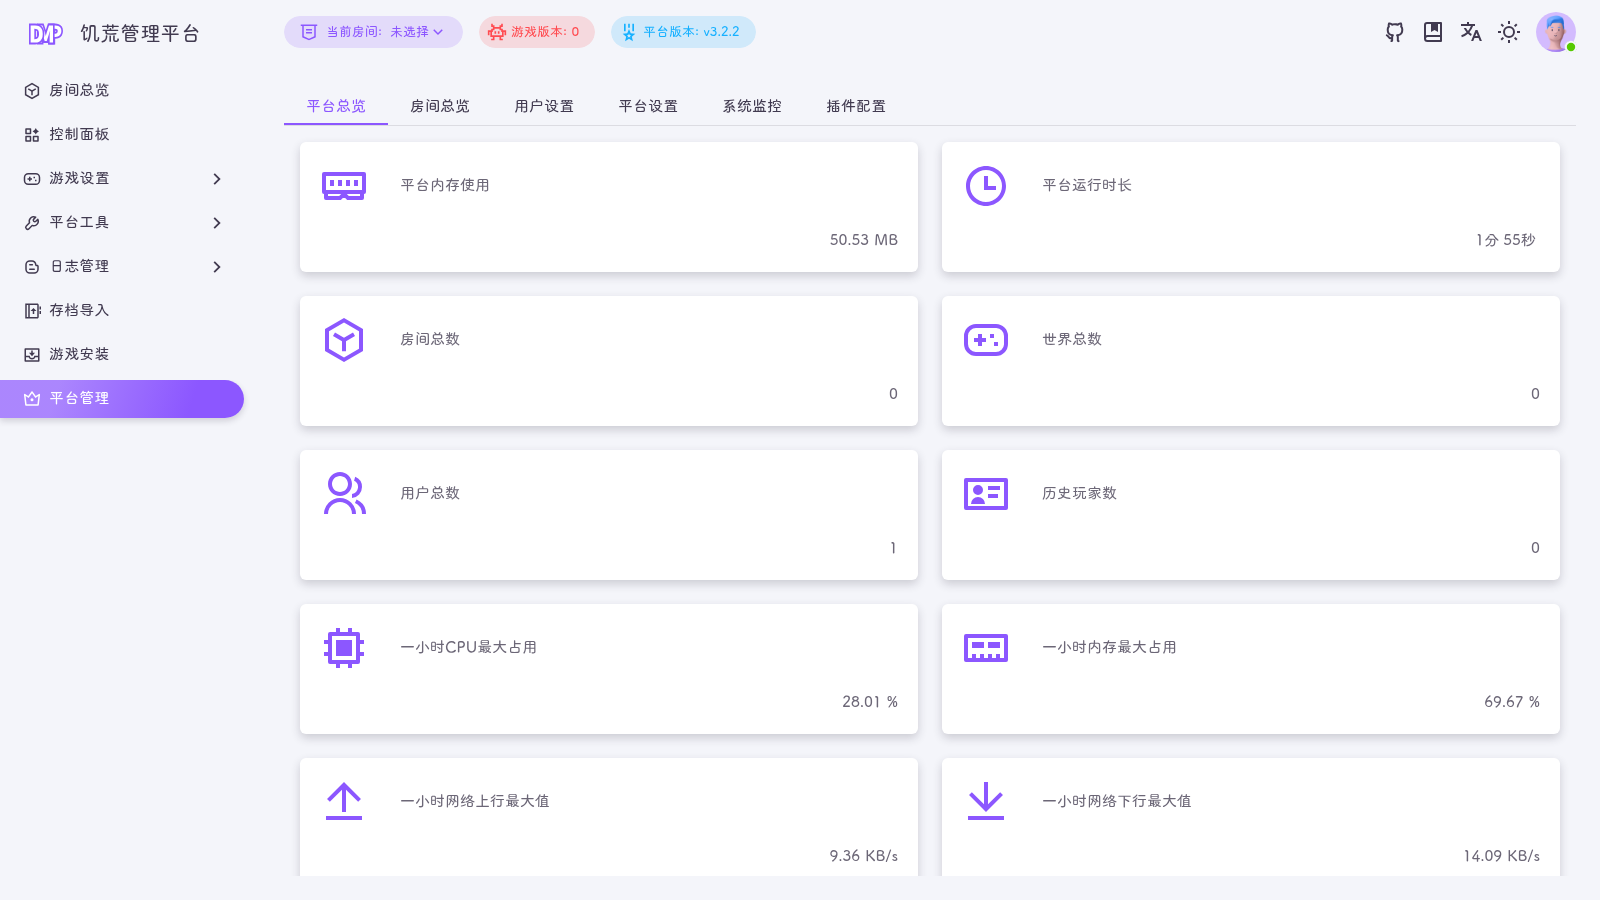 DMP 饥荒管理平台
当前房间: 未选择
游戏版本: 0
平台版本: v3.2.2
房间总览
控制面板
游戏设置
平台工具
日志管理
存档导入
游戏安装
平台管理
平台总览 房间总览 用户设置 平台设置 系统监控 插件配置
平台内存使用
50.53 MB
平台运行时长
1分 55秒
房间总数
0
世界总数
0
用户总数
1
历史玩家数
0
一小时CPU最大占用
28.01 %
一小时内存最大占用
69.67 %
一小时网络上行最大值
9.36 KB/s
一小时网络下行最大值
14.09 KB/s